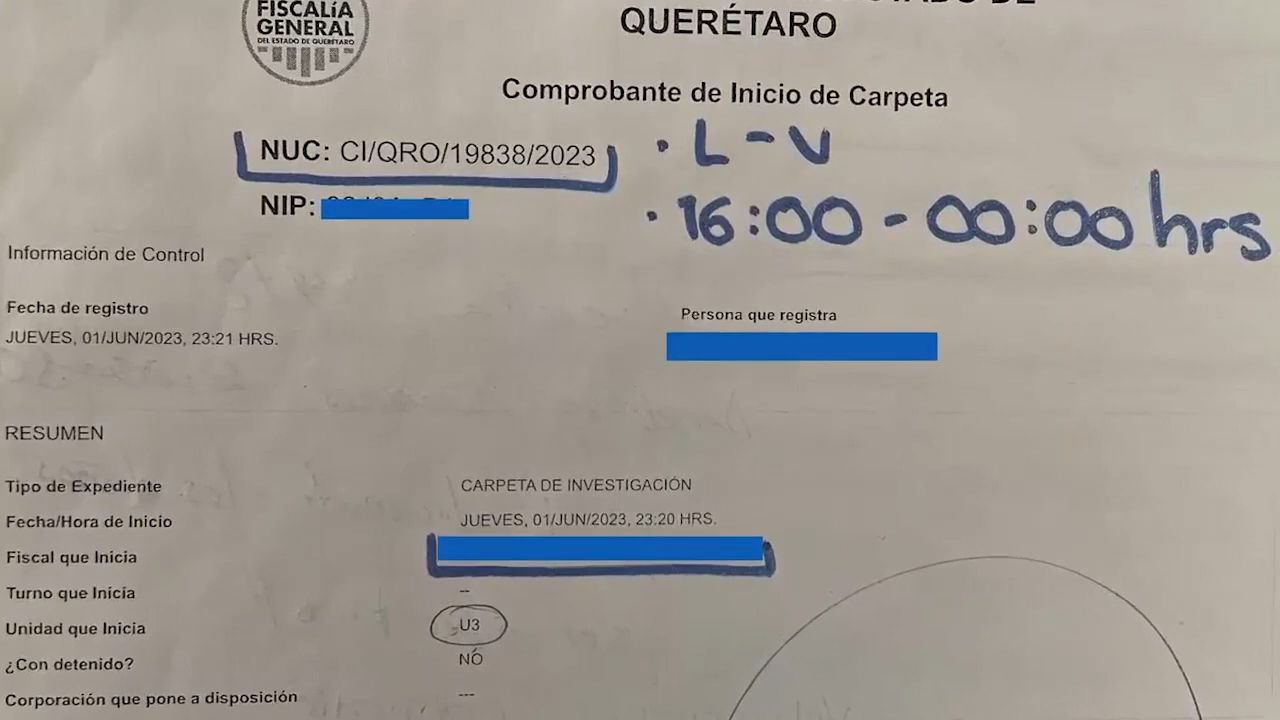 FISCALÍA
GENERAL
DEL ESTADO DE QUERÉTARO
DE
QUERÉTARO
Comprobante de Inicio de Carpeta
NUC: CI/QRO/19838/2023
· L - V
NIP:
· 16:00 - 00:00 hrs
Información de Control
Fecha de registro
Persona que registra
JUEVES, 01/JUN/2023, 23:21 HRS.
RESUMEN
Tipo de Expediente CARPETA DE INVESTIGACIÓN
Fecha/Hora de Inicio JUEVES, 01/JUN/2023, 23:20 HRS.
Fiscal que Inicia
Turno que Inicia --
Unidad que Inicia U3
¿Con detenido? NO
Corporación que pone a disposición ---